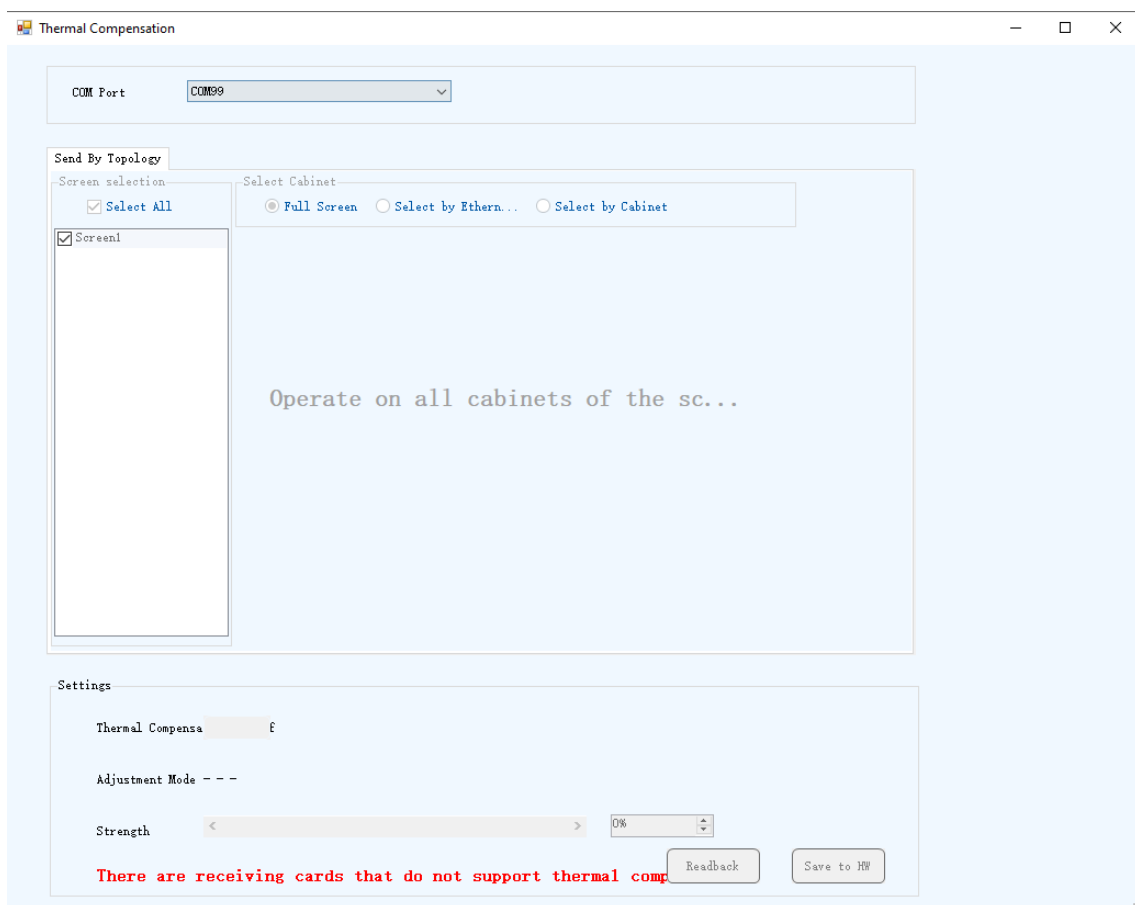 Thermal Compensation
COM Port COM99
Send By Topology
Screen selection Select Cabinet
Select All Full Screen Select by Ethern... Select by Cabinet
Screen1
Operate on all cabinets of the sc...
Settings
Thermal Compensa
Adjustment Mode - - -
Strength 0%
There are receiving cards that do not support thermal comp
Readback Save to HW